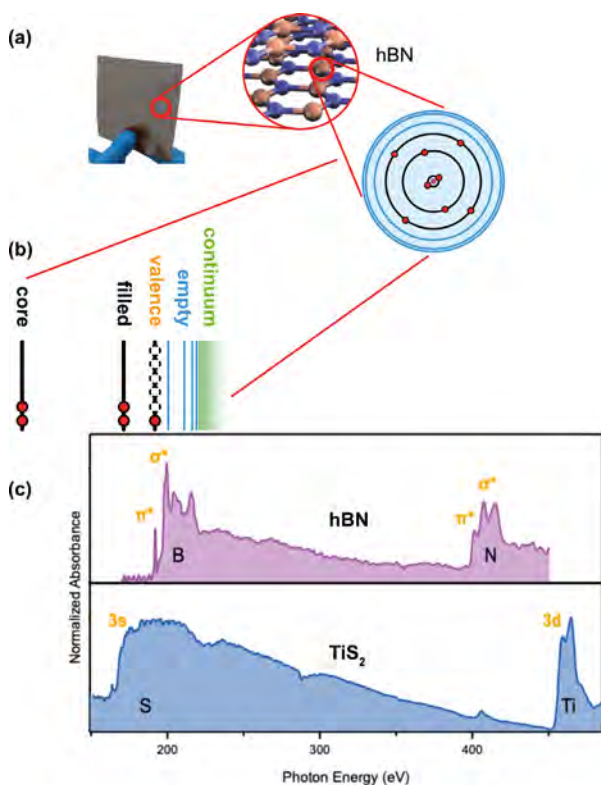 (a)
hBN
(b)
core
filled
valence
empty
continuum
(c)
Normalized Absorbance
π*
σ*
B
hBN
π*
σ*
N
3s
S
TiS₂
3d
Ti
200
300
400
Photon Energy (eV)